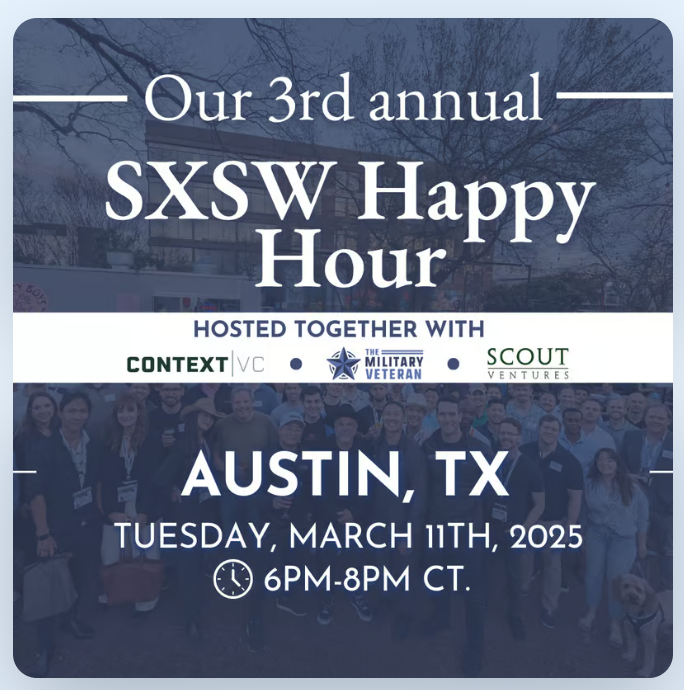 Our 3rd annual
SXSW Happy
Hour
HOSTED TOGETHER WITH
CONTEXT|VC • THE MILITARY VETERAN • SCOUT VENTURES
AUSTIN, TX
TUESDAY, MARCH 11TH, 2025
6PM-8PM CT.